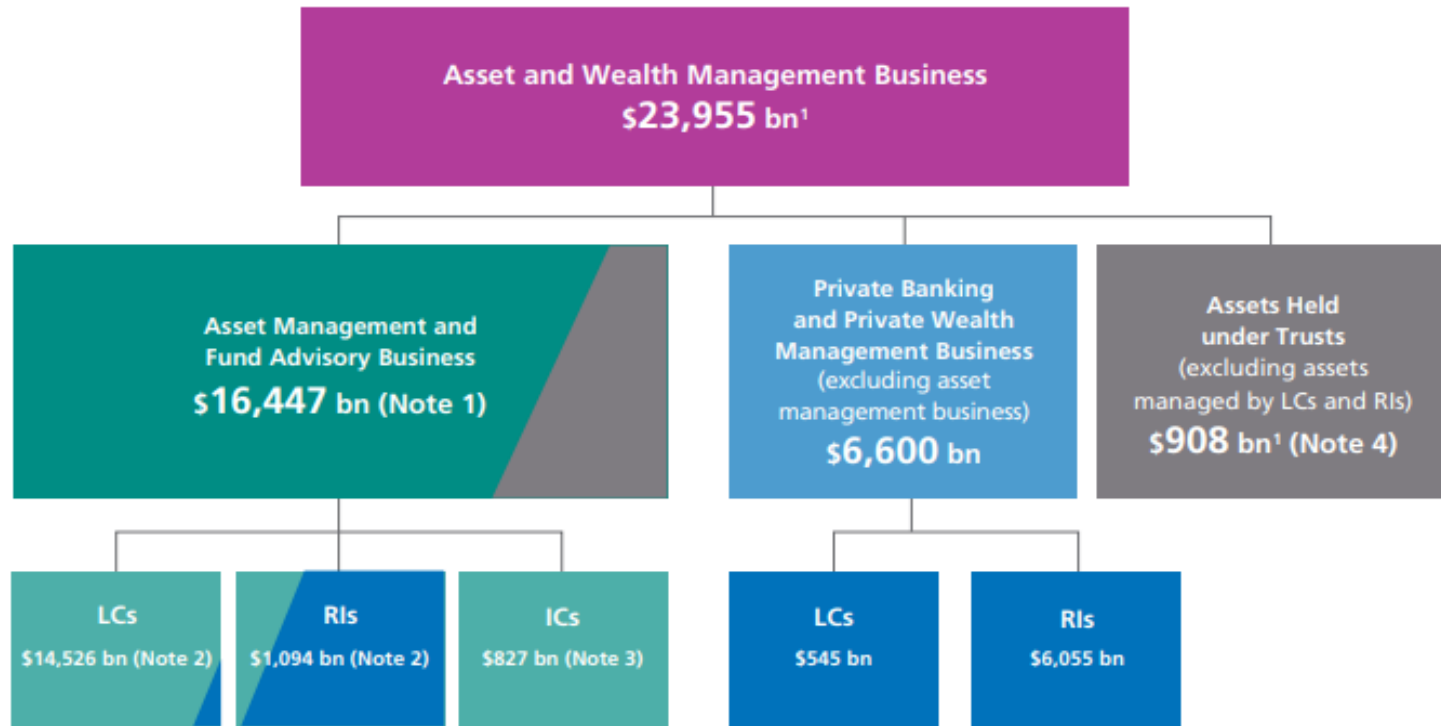 Asset and Wealth Management Business
$23,955 bn¹
Asset Management and
Fund Advisory Business
$16,447 bn (Note 1)
Private Banking
and Private Wealth
Management Business
(excluding asset
management business)
$6,600 bn
Assets Held
under Trusts
(excluding assets
managed by LCs and RIs)
$908 bn¹ (Note 4)
LCs
$14,526 bn (Note 2)
RIs
$1,094 bn (Note 2)
ICs
$827 bn (Note 3)
LCs
$545 bn
RIs
$6,055 bn